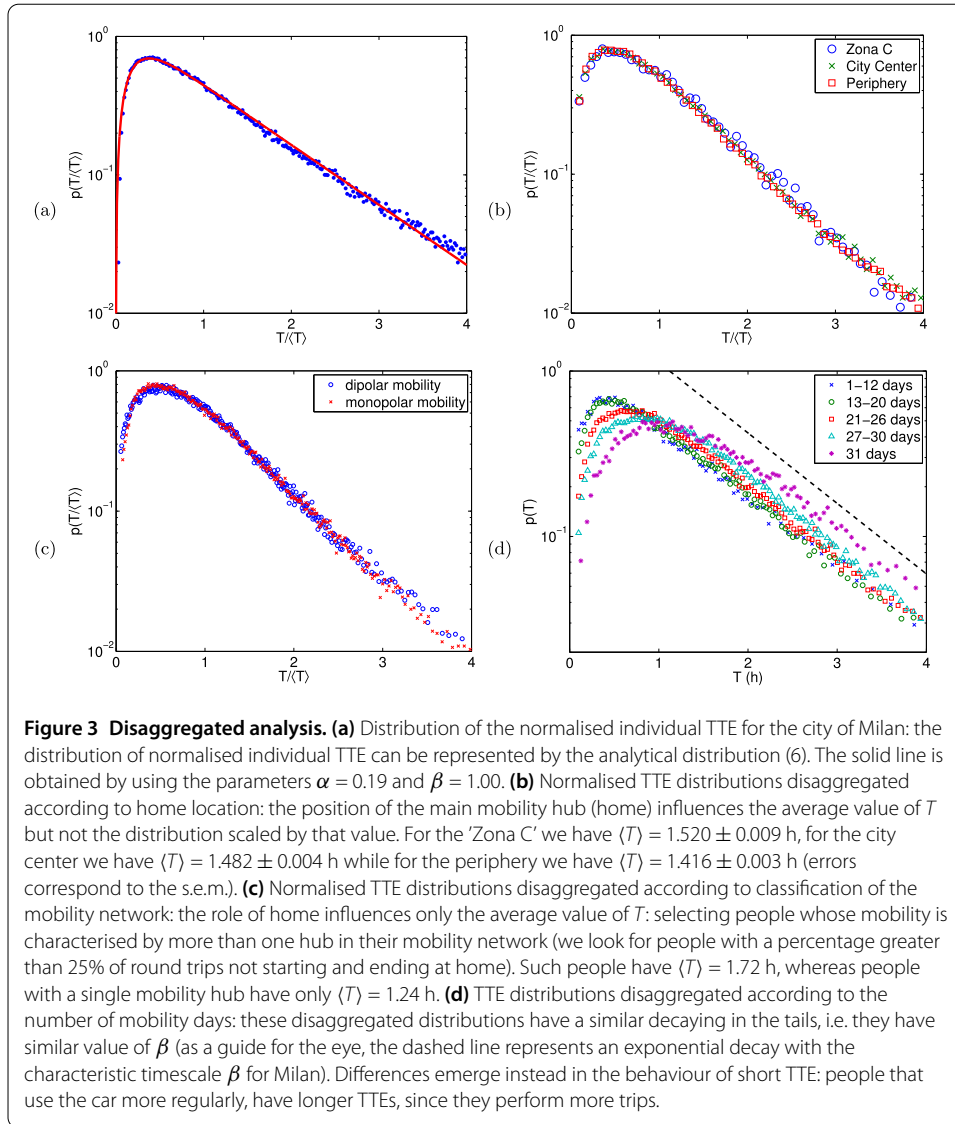 10^0
10^-1
10^-2
p(T/⟨T⟩)
0 1 2 3 4
T/⟨T⟩
(a)
10^0
10^-1
10^-2
p(T/⟨T⟩)
0 1 2 3 4
T/⟨T⟩
Zona C
City Center
Periphery
(b)
10^0
10^-1
10^-2
p(T/⟨T⟩)
0 1 2 3 4
T/⟨T⟩
dipolar mobility
monopolar mobility
(c)
10^0
10^-1
p(T)
0 1 2 3 4
T (h)
1−12 days
13−20 days
21−26 days
27−30 days
31 days
(d)
Figure 3 Disaggregated analysis. (a) Distribution of the normalised individual TTE for the city of Milan: the
distribution of normalised individual TTE can be represented by the analytical distribution (6). The solid line is
obtained by using the parameters α = 0.19 and β = 1.00. (b) Normalised TTE distributions disaggregated
according to home location: the position of the main mobility hub (home) influences the average value of T
but not the distribution scaled by that value. For the 'Zona C' we have ⟨T⟩ = 1.520 ± 0.009 h, for the city
center we have ⟨T⟩ = 1.482 ± 0.004 h while for the periphery we have ⟨T⟩ = 1.416 ± 0.003 h (errors
correspond to the s.e.m.). (c) Normalised TTE distributions disaggregated according to classification of the
mobility network: the role of home influences only the average value of T: selecting people whose mobility is
characterised by more than one hub in their mobility network (we look for people with a percentage greater
than 25% of round trips not starting and ending at home). Such people have ⟨T⟩ = 1.72 h, whereas people
with a single mobility hub have only ⟨T⟩ = 1.24 h. (d) TTE distributions disaggregated according to the
number of mobility days: these disaggregated distributions have a similar decaying in the tails, i.e. they have
similar value of β (as a guide for the eye, the dashed line represents an exponential decay with the
characteristic timescale β for Milan). Differences emerge instead in the behaviour of short TTE: people that
use the car more regularly, have longer TTEs, since they perform more trips.